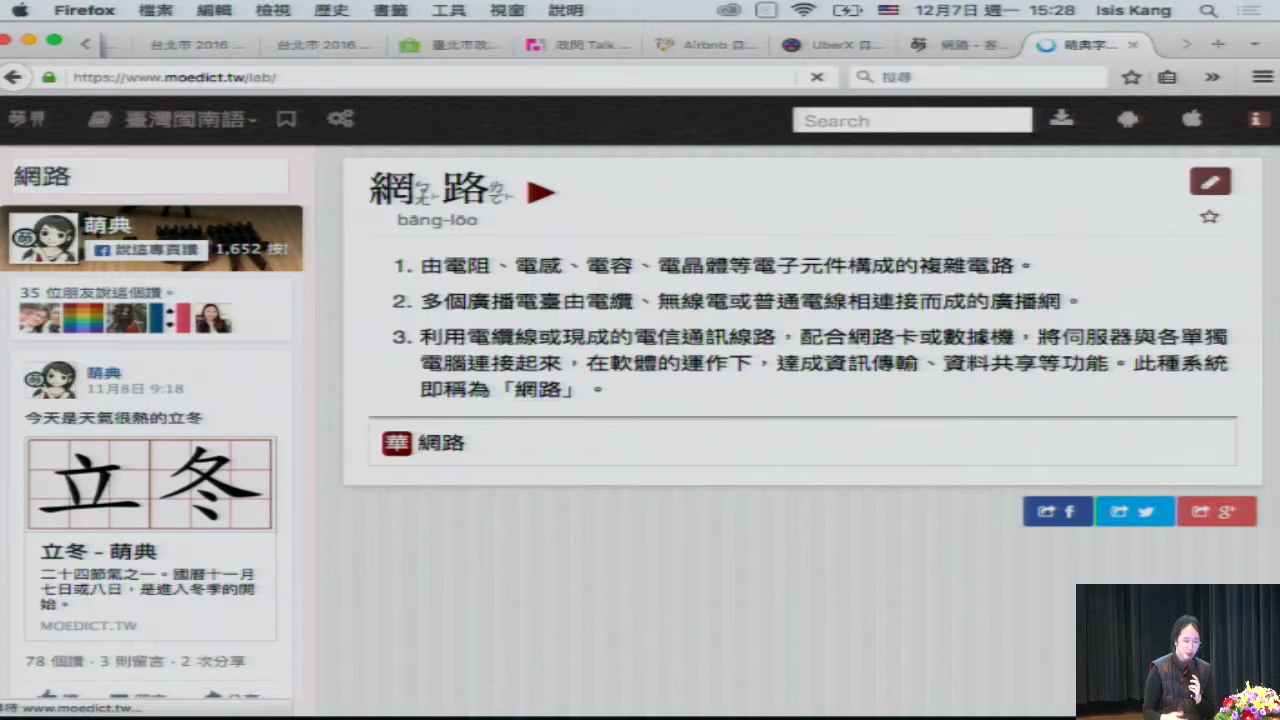 Firefox 檔案 編輯 檢視 歷史 書籤 工具 視窗 說明 12月7日 週一 15:28 Isis Kang
台北市 2016 ... 台北市 2016 ... 臺北市政... 政問 Talk ... Airbnb 自... UberX 自... 網路 - 客... 萌典字...
https://www.moedict.tw/lab/ 搜尋
臺灣閩南語 Search
網路
萌典
說這專頁讚 1,652
35 位朋友說這個讚。
萌典
11月8日 9:18
今天是天氣很熱的立冬
立冬
立冬 - 萌典
二十四節氣之一。國曆十一月
七日或八日，是進入冬季的開
始。
MOEDICT.TW
78 個讚 · 3 則留言 · 2 次分享
www.moedict.tw...
網路
bāng-lōo
1. 由電阻、電感、電容、電晶體等電子元件構成的複雜電路。
2. 多個廣播電臺由電纜、無線電或普通電線相連接而成的廣播網。
3. 利用電纜線或現成的電信通訊線路，配合網路卡或數據機，將伺服器與各單獨
電腦連接起來，在軟體的運作下，達成資訊傳輸、資料共享等功能。此種系統
即稱為「網路」。
華 網路